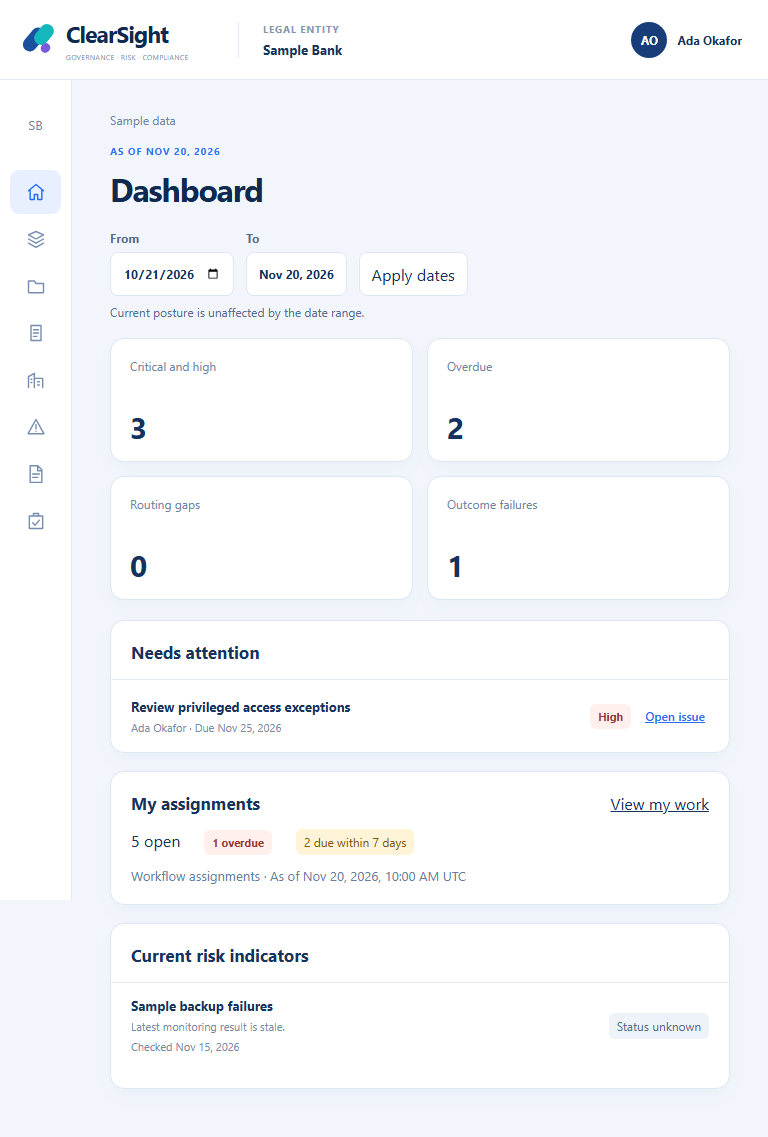 ClearSight
GOVERNANCE · RISK · COMPLIANCE
LEGAL ENTITY
Sample Bank
AO
Ada Okafor
SB
Sample data
AS OF NOV 20, 2026
Dashboard
From
To
10/21/2026
Nov 20, 2026
Apply dates
Current posture is unaffected by the date range.
Critical and high
3
Overdue
2
Routing gaps
0
Outcome failures
1
Needs attention
Review privileged access exceptions
Ada Okafor · Due Nov 25, 2026
High
Open issue
My assignments
View my work
5 open
1 overdue
2 due within 7 days
Workflow assignments · As of Nov 20, 2026, 10:00 AM UTC
Current risk indicators
Sample backup failures
Latest monitoring result is stale.
Checked Nov 15, 2026
Status unknown